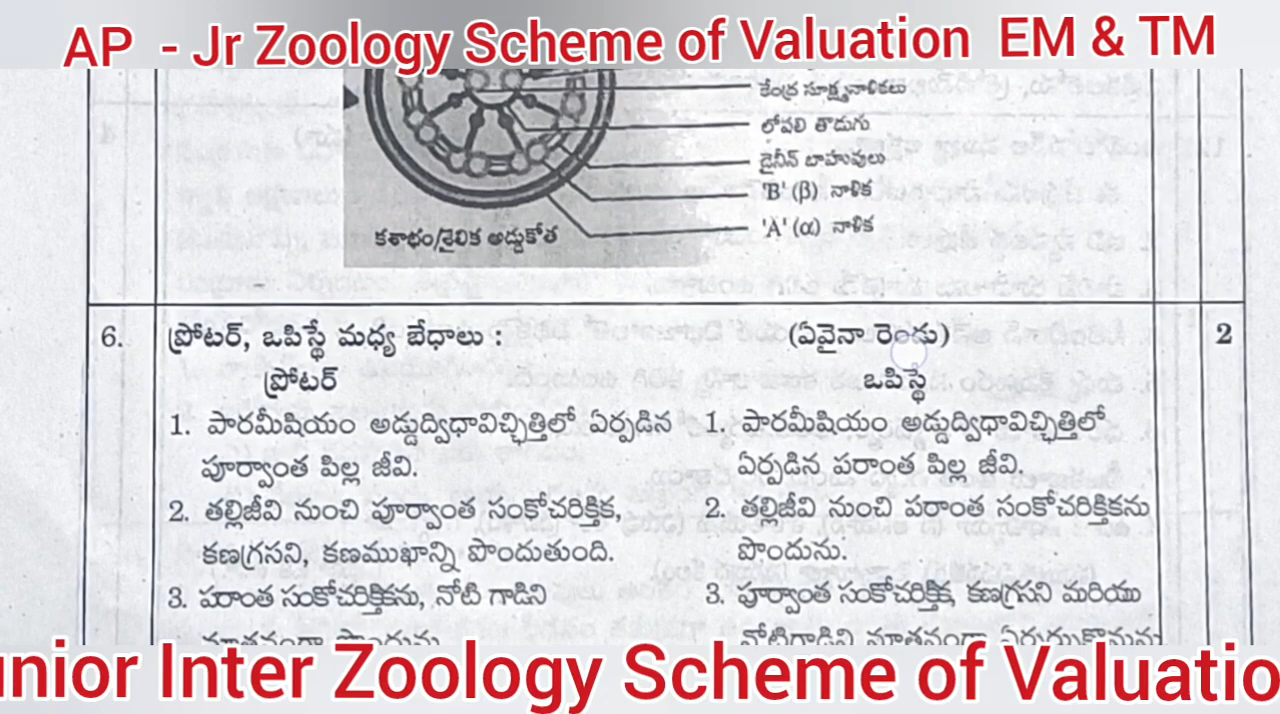 AP - Jr Zoology Scheme of Valuation EM & TM
కేంద్ర సూక్ష్మనాళికలు
లోపలి తొడుగు
డైనీన్ బాహువులు
'B' (β) నాళిక
'A' (α) నాళిక
కశాభం/శైలిక అడ్డుకోత
6. ప్రోటర్, ఒపిస్థే మధ్య బేధాలు : (ఏవైనా రెండు) 2
ప్రోటర్ ఒపిస్థే
1. పారమీషియం అడ్డుద్విధావిచ్ఛిత్తిలో ఏర్పడిన 1. పారమీషియం అడ్డుద్విధావిచ్ఛిత్తిలో
పూర్వాంత పిల్ల జీవి. ఏర్పడిన పరాంత పిల్ల జీవి.
2. తల్లిజీవి నుంచి పూర్వాంత సంకోచరిక్తిక, 2. తల్లిజీవి నుంచి పరాంత సంకోచరిక్తికను
కణగ్రసని, కణముఖాన్ని పొందుతుంది. పొందును.
3. పరాంత సంకోచరిక్తికను, నోటి గాడిని 3. పూర్వాంత సంకోచరిక్తిక, కణగ్రసని మరియు
unior Inter Zoology Scheme of Valuatio